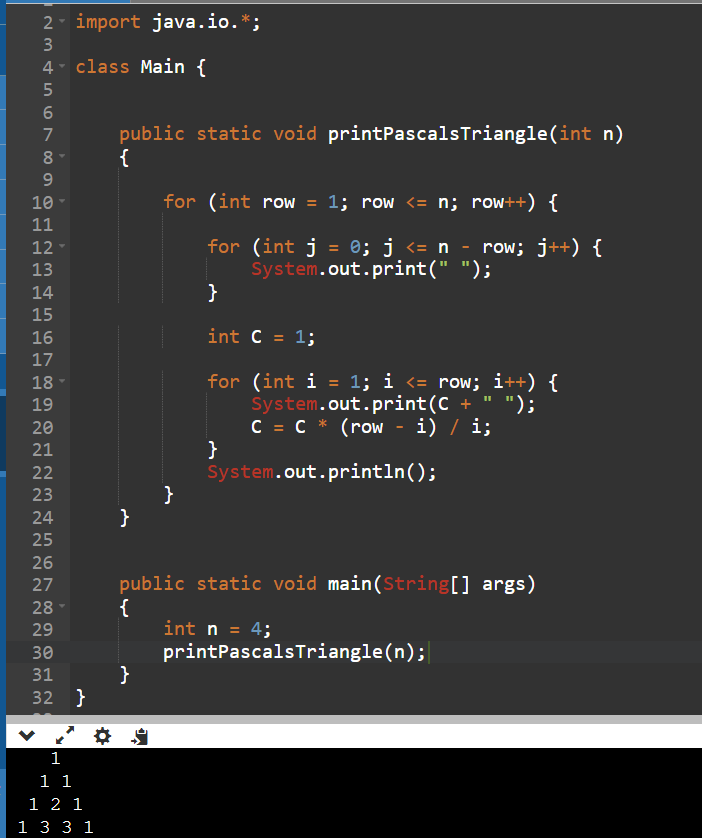 2 import java.io.*;
3
4 class Main {
5
6
7     public static void printPascalsTriangle(int n)
8     {
9
10         for (int row = 1; row <= n; row++) {
11
12             for (int j = 0; j <= n - row; j++) {
13                 System.out.print(" ");
14             }
15
16             int C = 1;
17
18             for (int i = 1; i <= row; i++) {
19                 System.out.print(C + " ");
20                 C = C * (row - i) / i;
21             }
22             System.out.println();
23         }
24     }
25
26
27     public static void main(String[] args)
28     {
29         int n = 4;
30         printPascalsTriangle(n);
31     }
32 }
    1
   1 1
  1 2 1
 1 3 3 1